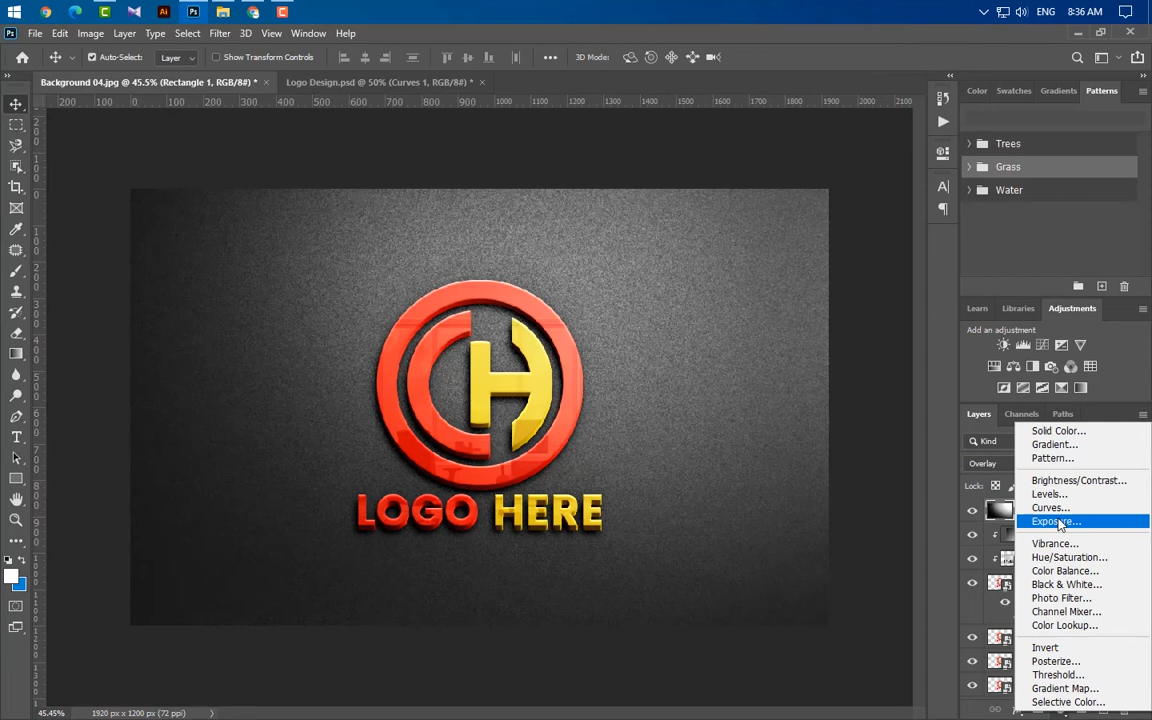 ENG 8:36 AM
File Edit Image Layer Type Select Filter 3D View Window Help
Auto-Select: Layer Show Transform Controls 3D Mode:
Background 04.jpg @ 45.5% (Rectangle 1, RGB/8#) * × Logo Design.psd @ 50% (Curves 1, RGB/8#) * ×
200 100 0 100 200 300 400 500 600 700 800 900 1000 1100 1200 1300 1400 1500 1600 1700 1800 1900 2000 2100
Color Swatches Gradients Patterns
Trees
Grass
Water
Learn Libraries Adjustments
Add an adjustment
Layers Channels Paths
Kind
Overlay
Lock:
Solid Color...
Gradient...
Pattern...
Brightness/Contrast...
Levels...
Curves...
Exposure...
Vibrance...
Hue/Saturation...
Color Balance...
Black & White...
Photo Filter...
Channel Mixer...
Color Lookup...
Invert
Posterize...
Threshold...
Gradient Map...
Selective Color...
CH
LOGO HERE
45.45% 1920 px x 1200 px (72 ppi)